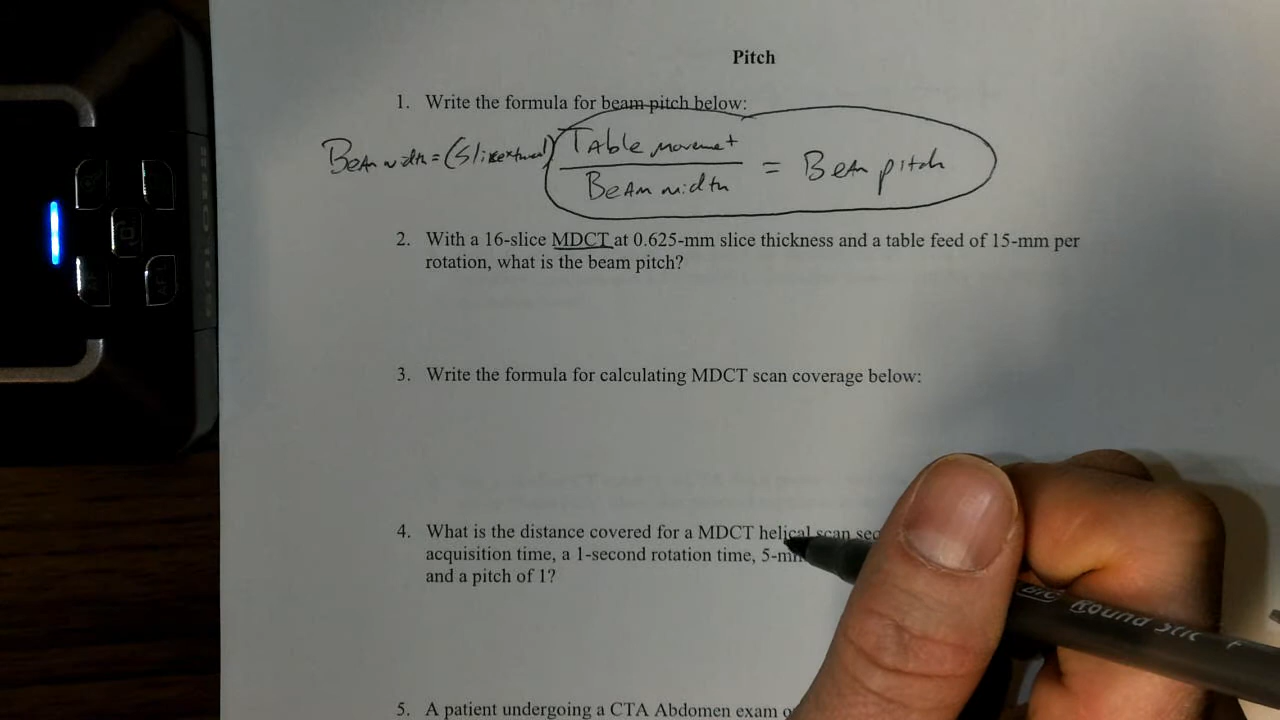 Pitch
1. Write the formula for beam pitch below:
Beam width = (Slice
Table movemet
Beam width
= Beam pitch
2. With a 16-slice MDCT at 0.625-mm slice thickness and a table feed of 15-mm per
rotation, what is the beam pitch?
3. Write the formula for calculating MDCT scan coverage below:
4. What is the distance covered for a MDCT helical scan
acquisition time, a 1-second rotation time,
and a pitch of 1?
BIC Round Stic
5. A patient undergoing a CTA Abdomen exam